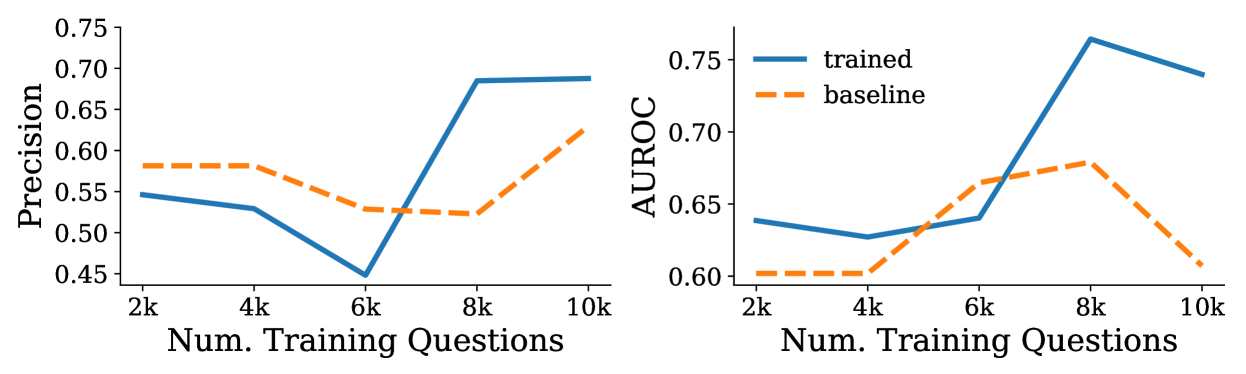 Precision
0.75
0.70
0.65
0.60
0.55
0.50
0.45
2k 4k 6k 8k 10k
Num. Training Questions
AUROC
0.75
0.70
0.65
0.60
trained
baseline
2k 4k 6k 8k 10k
Num. Training Questions